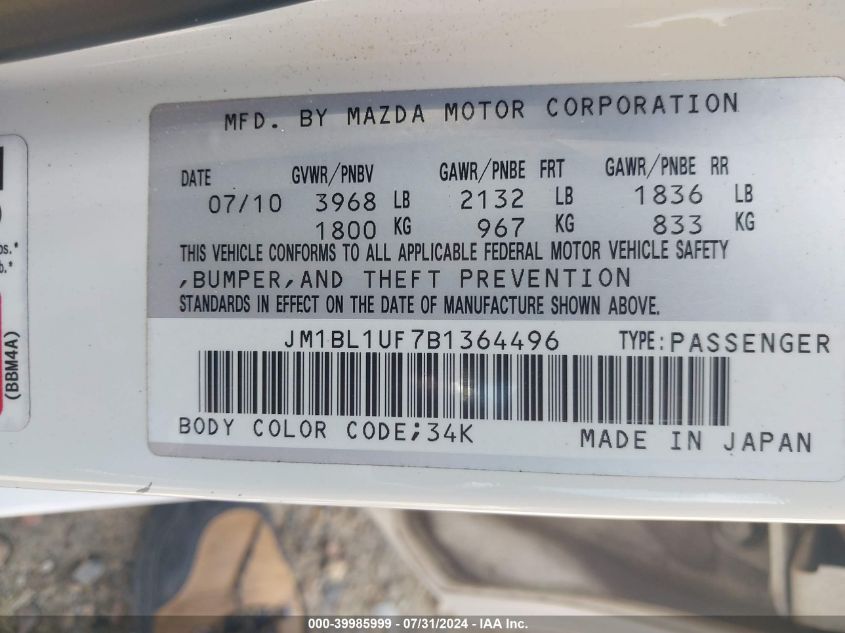 MFD. BY MAZDA MOTOR CORPORATION
DATE GVWR/PNBV GAWR/PNBE FRT GAWR/PNBE RR
07/10 3968 LB 2132 LB 1836 LB
1800 KG 967 KG 833 KG
THIS VEHICLE CONFORMS TO ALL APPLICABLE FEDERAL MOTOR VEHICLE SAFETY
,BUMPER,AND THEFT PREVENTION
STANDARDS IN EFFECT ON THE DATE OF MANUFACTURE SHOWN ABOVE.
JM1BL1UF7B1364496 TYPE:PASSENGER
BODY COLOR CODE;34K MADE IN JAPAN
(BBM4A)
000-39985999 / 07/31/2024 - IAA Inc.